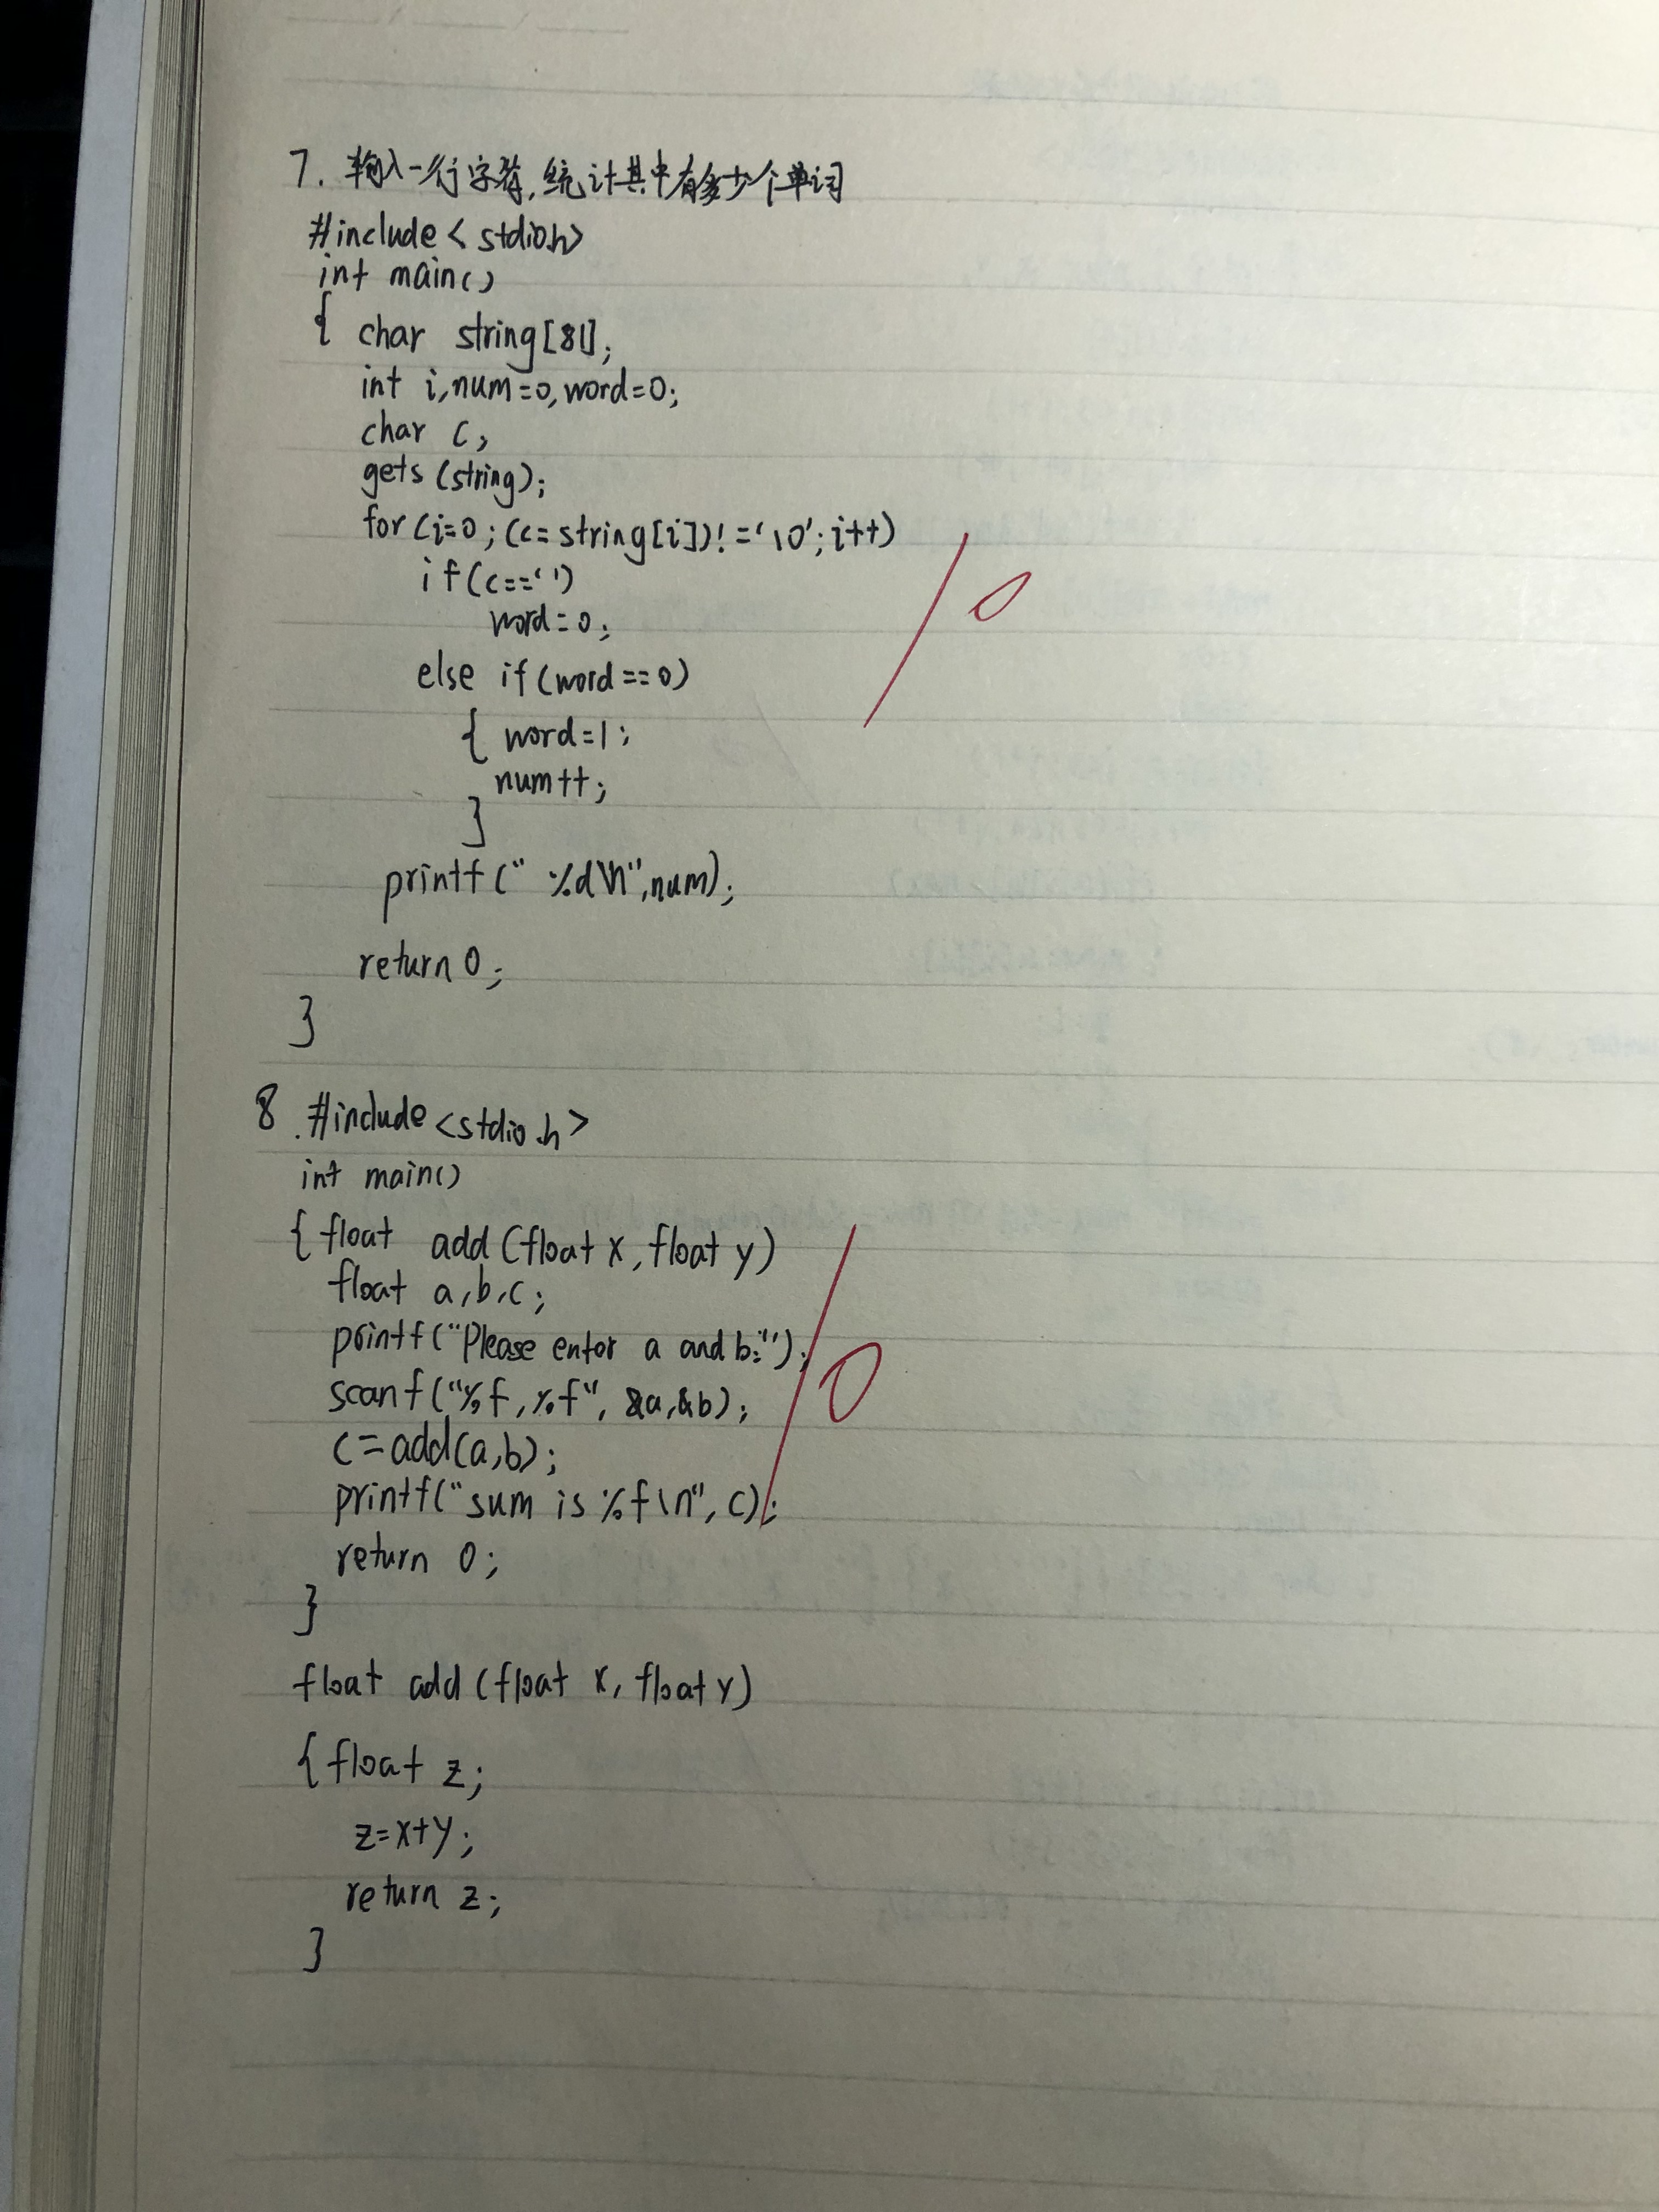 7. 输入一行字符,统计其中有多少个单词
#include<stdio.h>
int main()
{ char string[81];
int i,num=0,word=0;
char c;
gets(string);
for(i=0;(c=string[i])!='\0';i++)
if(c==' ')
word=0;
else if(word==0)
{ word=1;
num++;
}
printf(" %d\n",num);
return 0;
}
8.#include<stdio.h>
int main()
{float add(float x,float y)
float a,b,c;
printf("Please enter a and b:");
scanf("%f,%f",&a,&b);
c=add(a,b);
printf("sum is %f\n",c);
return 0;
}
float add(float x,float y)
{float z;
z=x+y;
return z;
}